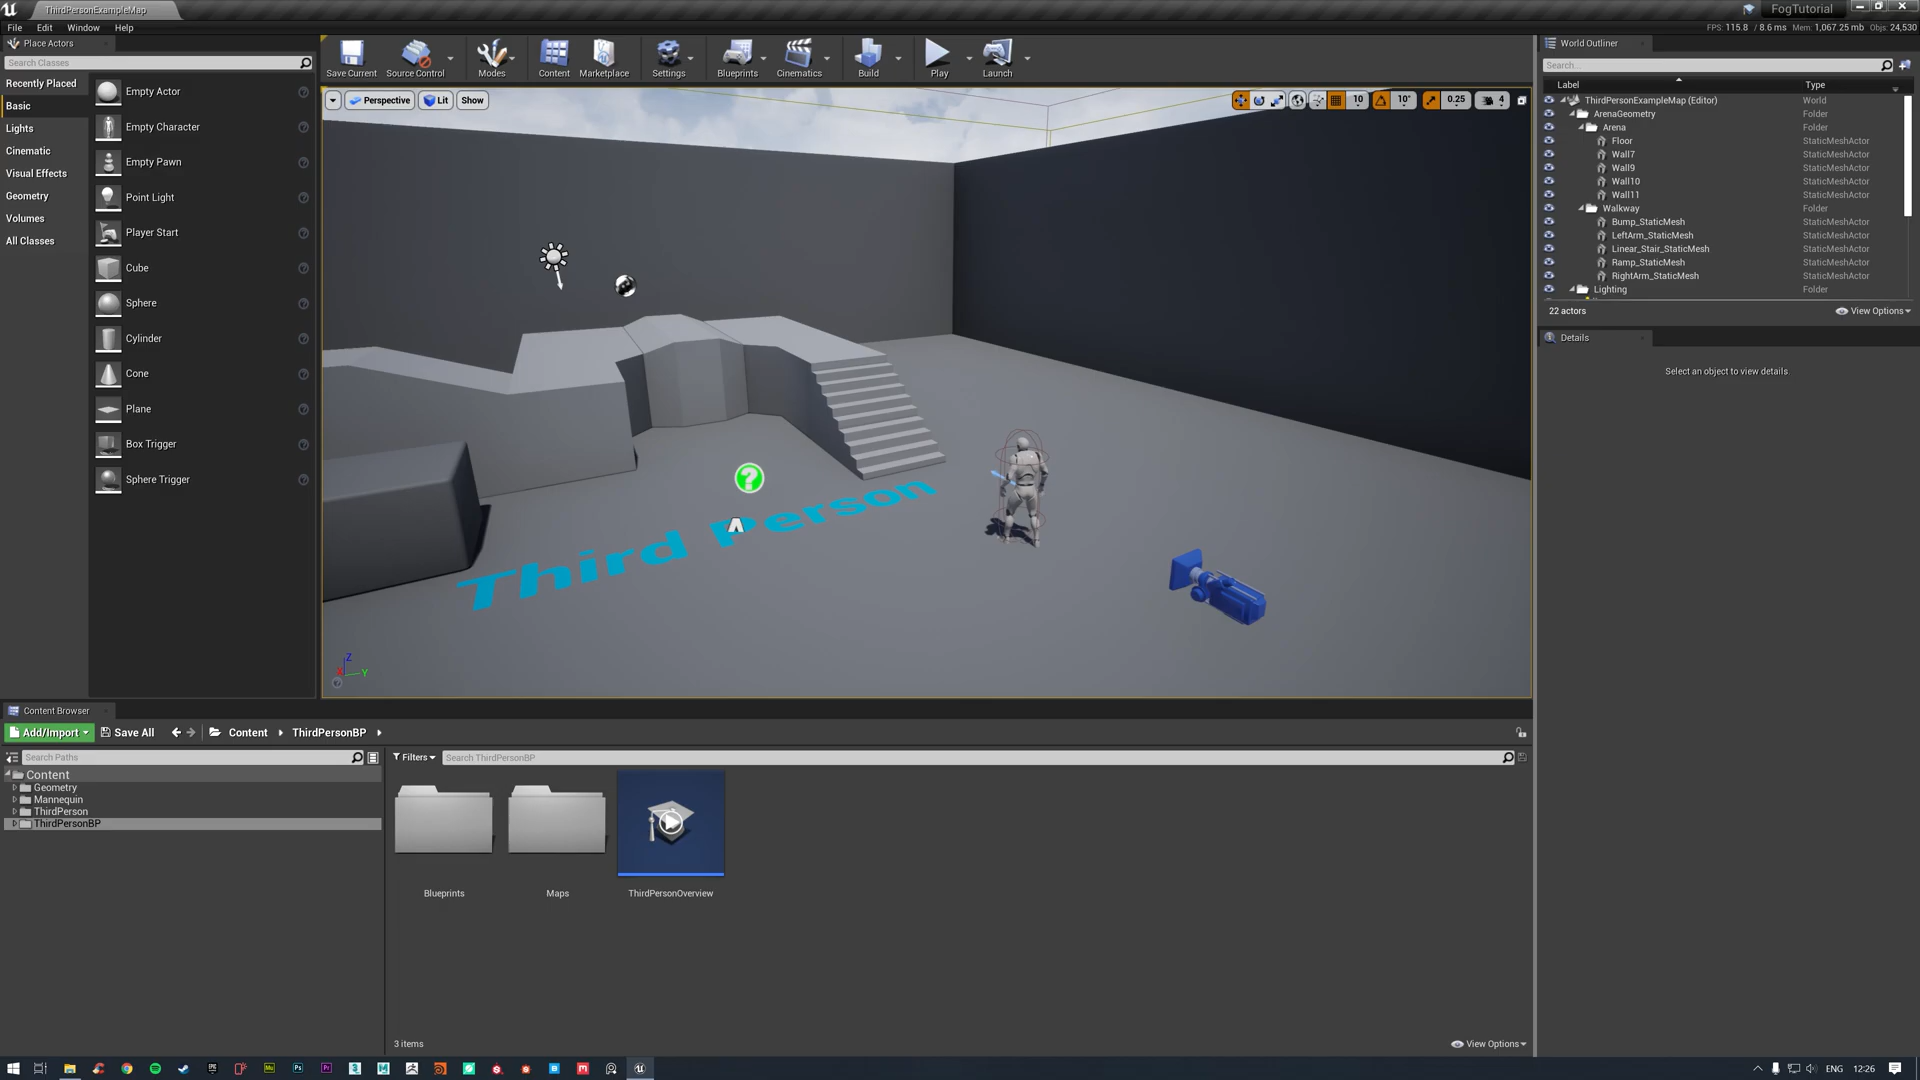 ThirdPersonExampleMap
FogTutorial
File Edit Window Help
FPS: 115.8 / 8.6 ms Mem: 1,067.25 mb Objs: 24,530
Place Actors
Search Classes
Recently Placed
Basic
Lights
Cinematic
Visual Effects
Geometry
Volumes
All Classes
Empty Actor
Empty Character
Empty Pawn
Point Light
Player Start
Cube
Sphere
Cylinder
Cone
Plane
Box Trigger
Sphere Trigger
Save Current
Source Control
Modes
Content
Marketplace
Settings
Blueprints
Cinematics
Build
Play
Launch
Perspective
Lit
Show
10
10°
0.25
4
Third Person
Z
X
Y
World Outliner
Search...
Label Type
ThirdPersonExampleMap (Editor) World
ArenaGeometry Folder
Arena Folder
Floor StaticMeshActor
Wall7 StaticMeshActor
Wall9 StaticMeshActor
Wall10 StaticMeshActor
Wall11 StaticMeshActor
Walkway Folder
Bump_StaticMesh StaticMeshActor
LeftArm_StaticMesh StaticMeshActor
Linear_Stair_StaticMesh StaticMeshActor
Ramp_StaticMesh StaticMeshActor
RightArm_StaticMesh StaticMeshActor
Lighting Folder
22 actors
View Options
Details
Select an object to view details.
Content Browser
Add/Import
Save All
Content
ThirdPersonBP
Search Paths
Filters
Search ThirdPersonBP
Content
Geometry
Mannequin
ThirdPerson
ThirdPersonBP
Blueprints
Maps
ThirdPersonOverview
3 items
View Options
Mu
Ps
Pr
ENG
12:26